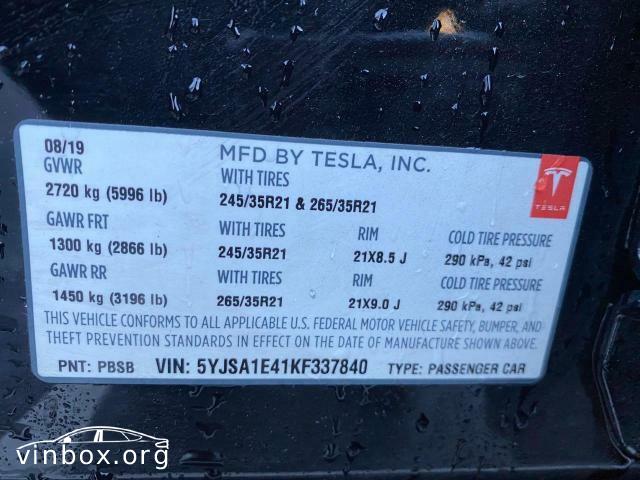 08/19
MFD BY TESLA, INC.
GVWR
WITH TIRES
2720 kg (5996 lb)
245/35R21 & 265/35R21
TESLA
GAWR FRT
WITH TIRES
RIM
COLD TIRE PRESSURE
1300 kg (2866 lb)
245/35R21
21X8.5 J
290 kPa, 42 psi
GAWR RR
WITH TIRES
RIM
COLD TIRE PRESSURE
1450 kg (3196 lb)
265/35R21
21X9.0 J
290 kPa, 42 psi
THIS VEHICLE CONFORMS TO ALL APPLICABLE U.S. FEDERAL MOTOR VEHICLE SAFETY, BUMPER, AND
THEFT PREVENTION STANDARDS IN EFFECT ON THE DATE OF MANUFACTURE SHOWN ABOVE.
PNT: PBSB VIN: 5YJSA1E41KF337840 TYPE: PASSENGER CAR
vinbox.org